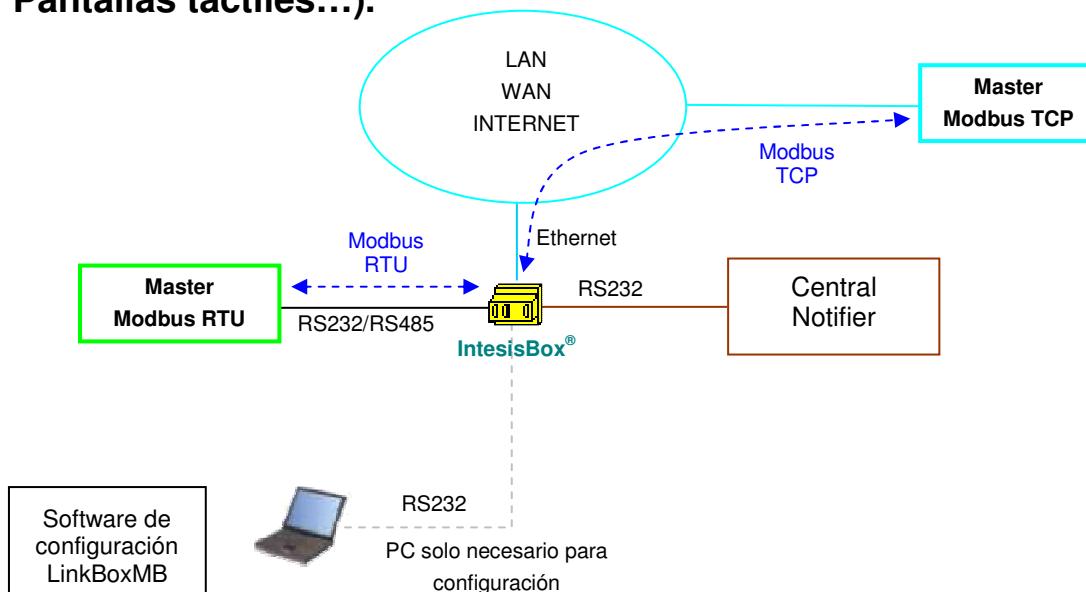 Pantallas táctiles…).
LAN
WAN
INTERNET
Master
Modbus TCP
Modbus
TCP
Ethernet
Modbus
RTU
Master
Modbus RTU
RS232/RS485
RS232
Central
Notifier
IntesisBox®
RS232
Software de
configuración
LinkBoxMB
PC solo necesario para
configuración